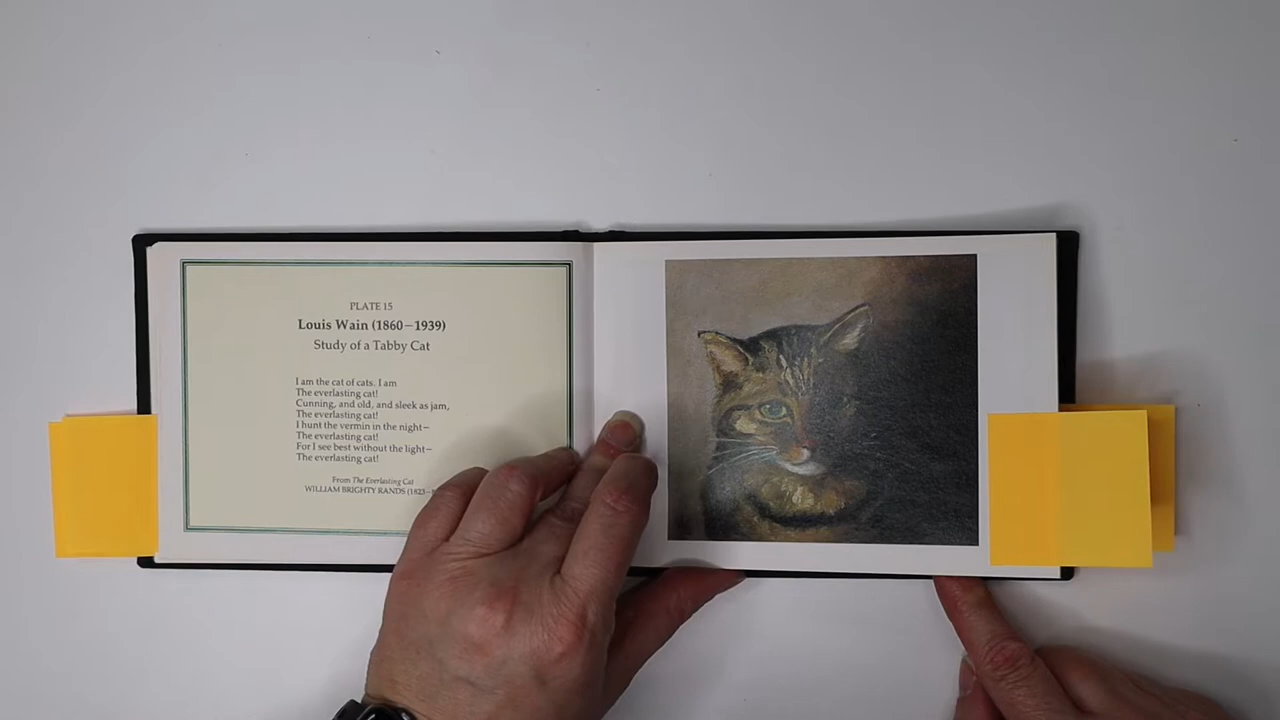 PLATE 15
Louis Wain (1860–1939)
Study of a Tabby Cat
I am the cat of cats. I am
The everlasting cat!
Cunning, and old, and sleek as jam,
The everlasting cat!
I hunt the vermin in the night—
The everlasting cat!
For I see best without the light—
The everlasting cat!
From The Everlasting Cat
WILLIAM BRIGHTY RANDS (1823–